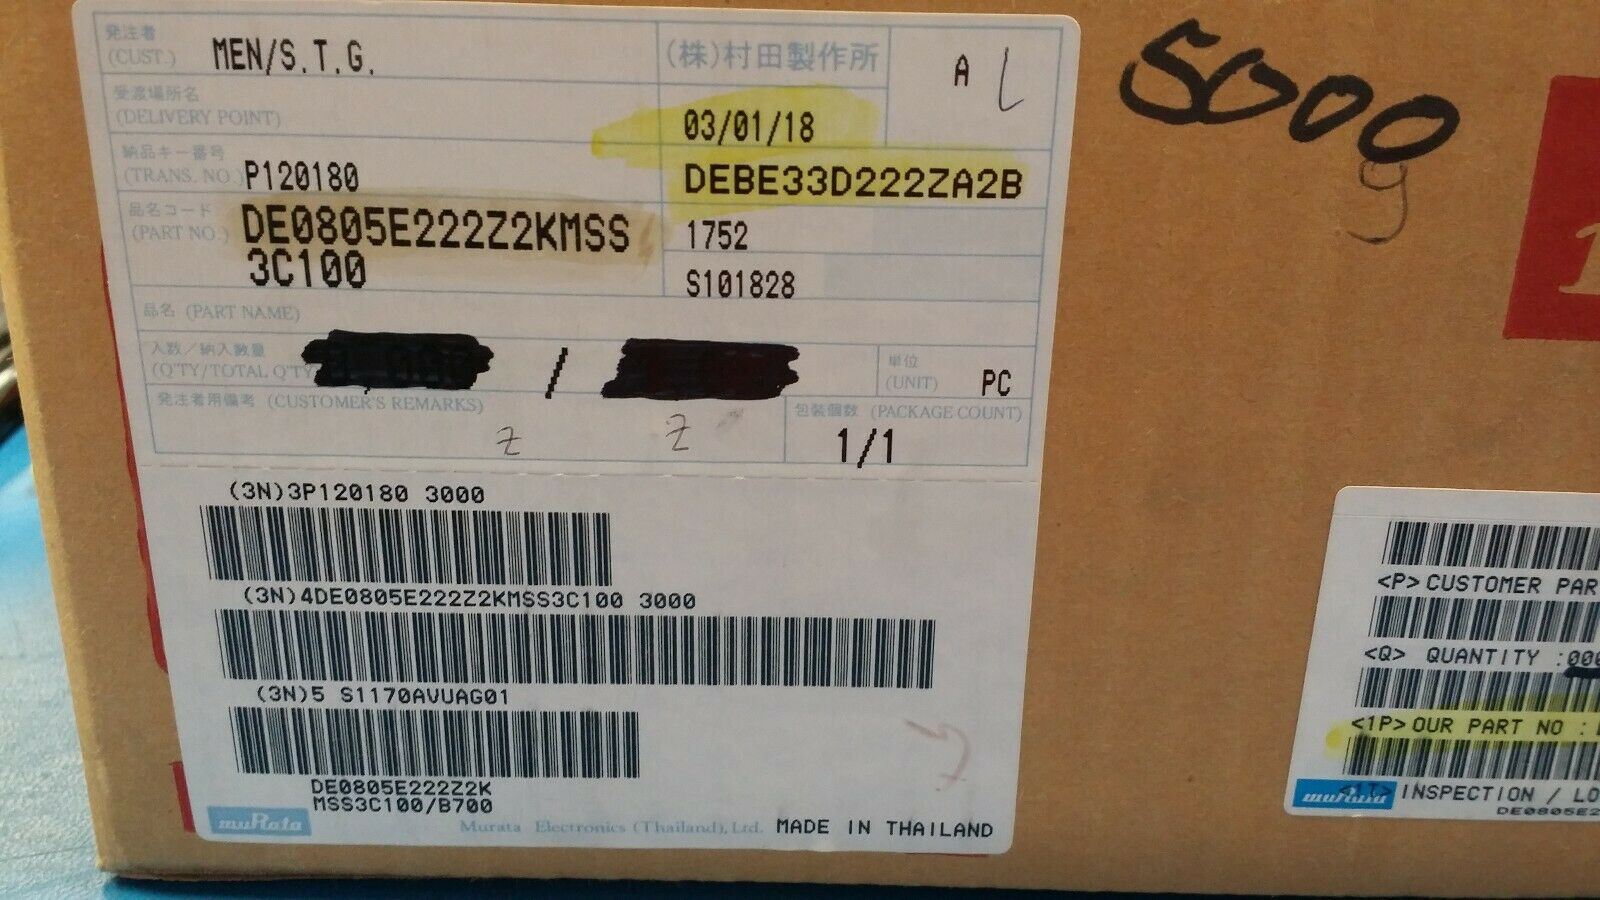 発注者
(CUST.)
MEN/S.T.G.
(株)村田製作所
A
受渡場所名
(DELIVERY POINT)
03/01/18
納品キー番号
(TRANS. NO.)
P120180
DEBE33D222ZA2B
品名コード
(PART NO.)
DE0805E222Z2KMSS
3C100
1752
S101828
品名 (PART NAME)
入数/納入数量
(Q'TY/TOTAL Q'TY
/
単位
(UNIT)
PC
発注者用備考 (CUSTOMER'S REMARKS)
包装個数 (PACKAGE COUNT)
1/1
z z
(3N)3P120180 3000
(3N)4DE0805E222Z2KMSS3C100 3000
(3N)5 S1170AVUAG01
DE0805E222Z2K
MSS3C100/B700
muRata
Murata Electronics (Thailand), Ltd. MADE IN THAILAND
5000
<P> CUSTOMER PAR
<Q> QUANTITY :000
<1P> OUR PART NO :
muRata
<1T> INSPECTION / LO
DE0805E2